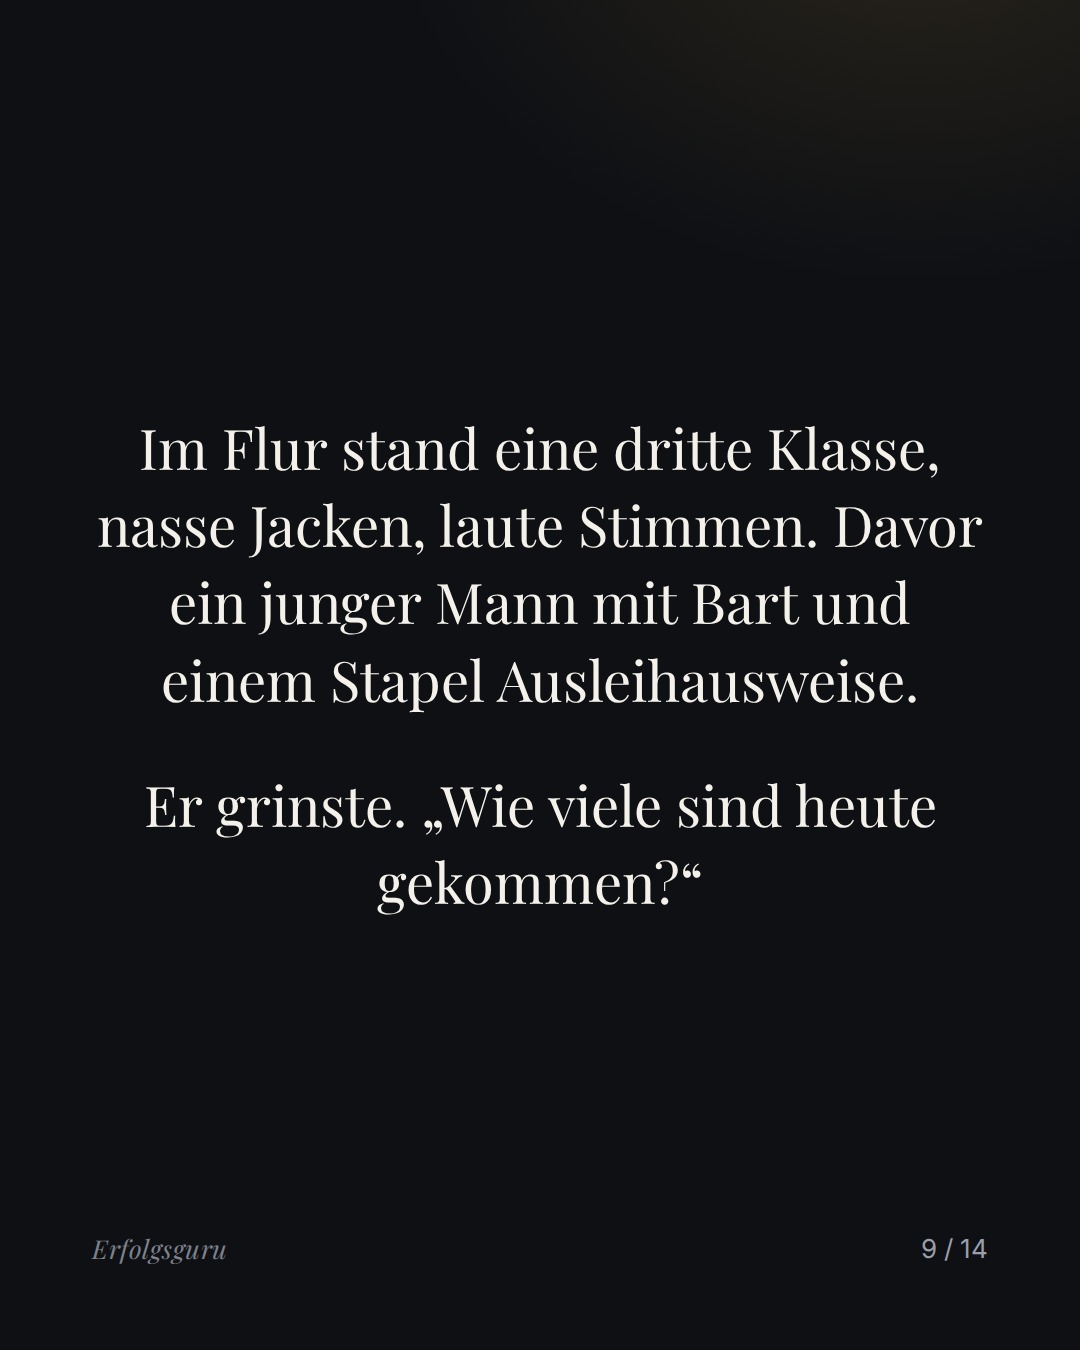 Im Flur stand eine dritte Klasse,
nasse Jacken, laute Stimmen. Davor
ein junger Mann mit Bart und
einem Stapel Ausleihausweise.
Er grinste. „Wie viele sind heute
gekommen?“
Erfolgsguru
9 / 14